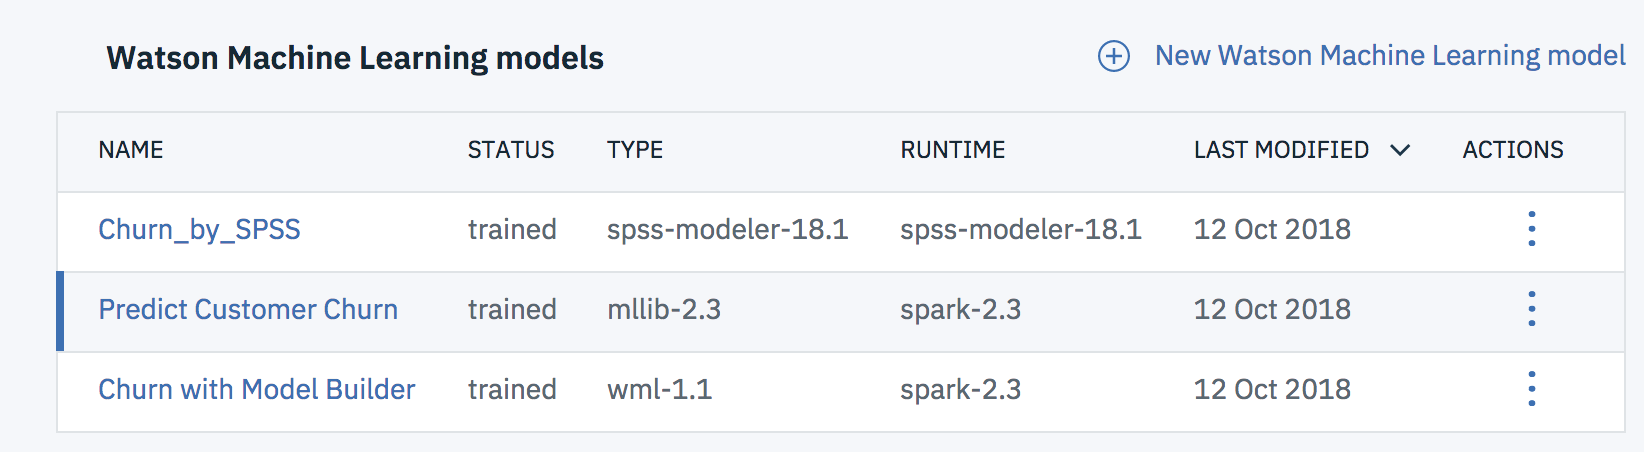 Watson Machine Learning models
New Watson Machine Learning model
NAME STATUS TYPE RUNTIME LAST MODIFIED ACTIONS
Churn_by_SPSS trained spss-modeler-18.1 spss-modeler-18.1 12 Oct 2018
Predict Customer Churn trained mllib-2.3 spark-2.3 12 Oct 2018
Churn with Model Builder trained wml-1.1 spark-2.3 12 Oct 2018